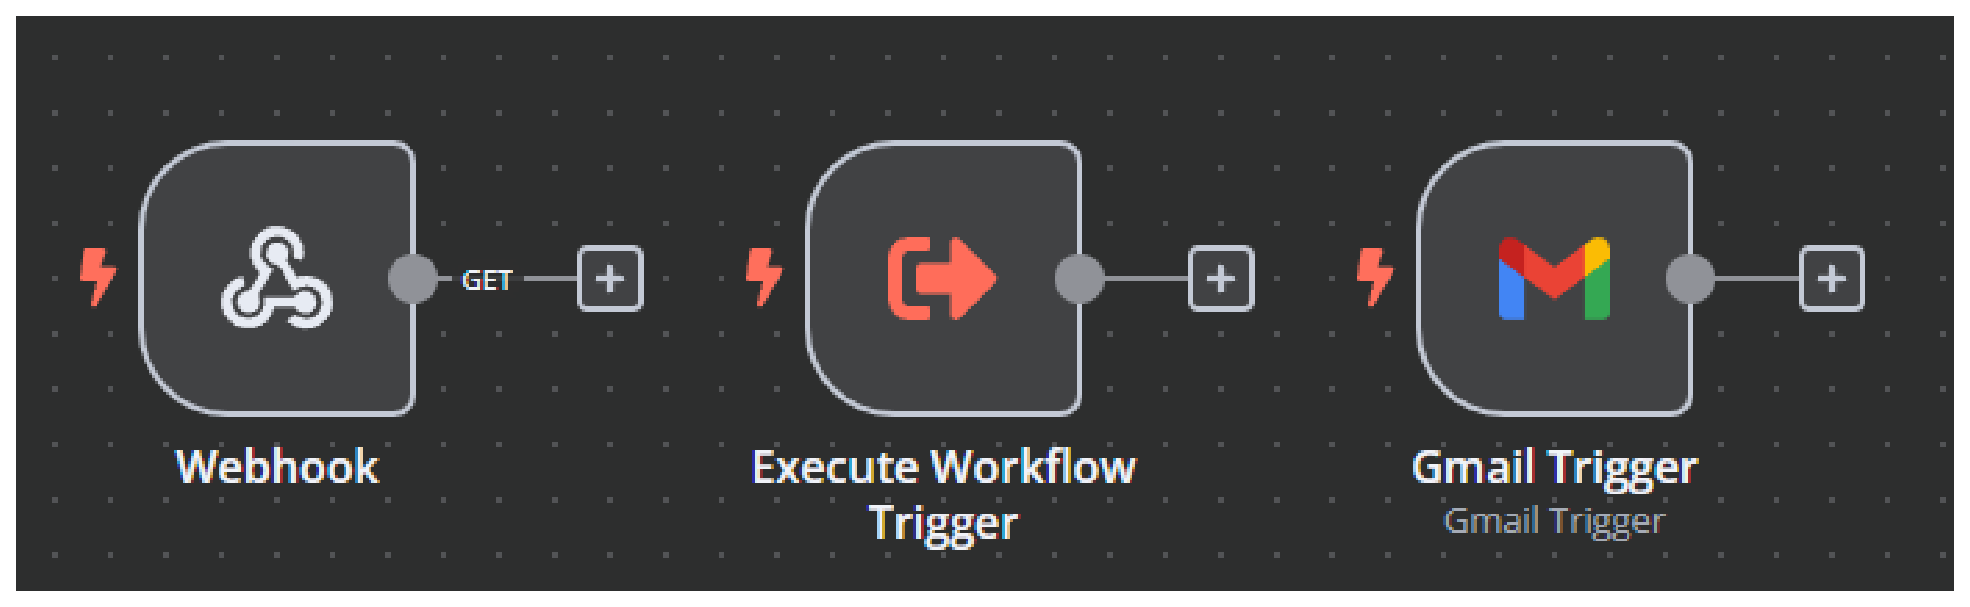 GET
Webhook
Execute Workflow
Trigger
Gmail Trigger
Gmail Trigger